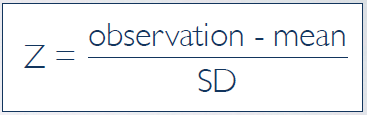 observation - mean
Z =
SD